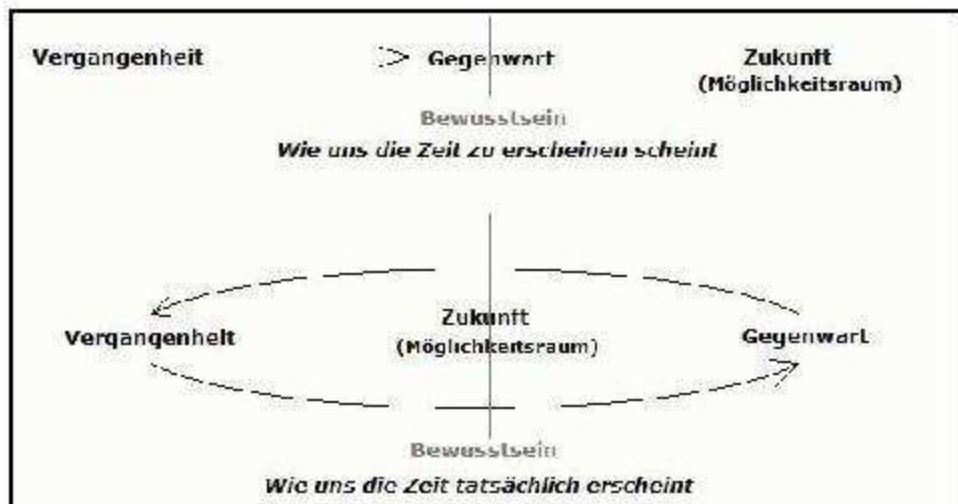 Vergangenheit Gegenwart Zukunft
(Möglichkeitsraum)
Bewusstsein
Wie uns die Zeit zu erscheinen scheint
Zukunft
Vergangenheit (Möglichkeitsraum) Gegenwart
Bewusstsein
Wie uns die Zeit tatsächlich erscheint